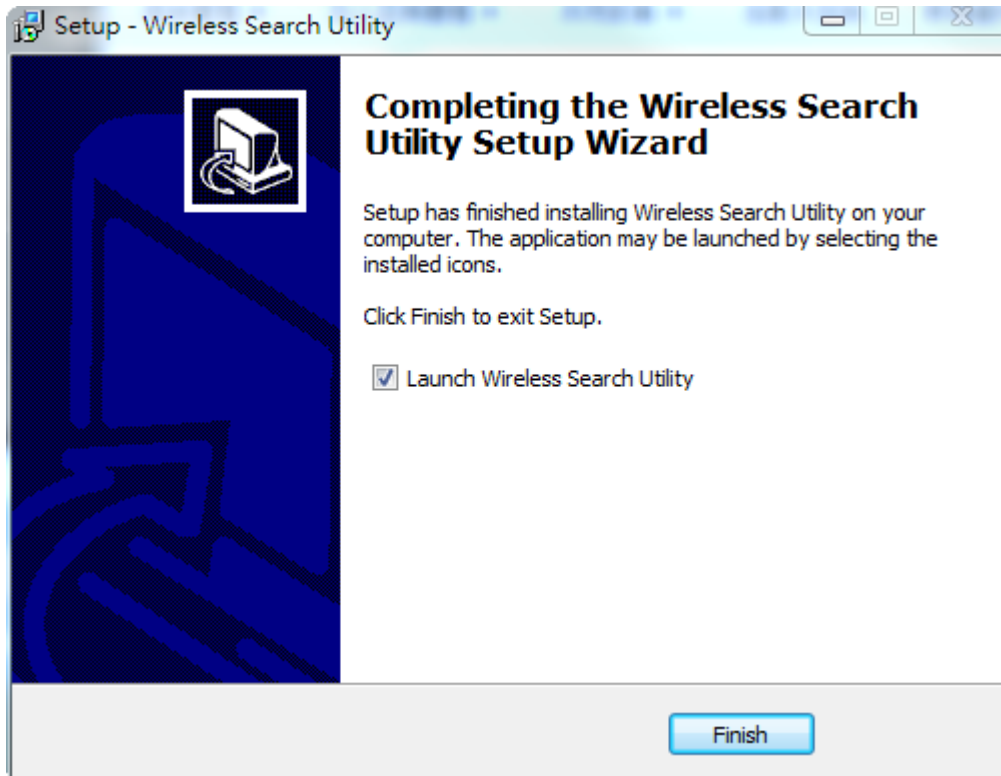 Setup - Wireless Search Utility
Completing the Wireless Search
Utility Setup Wizard
Setup has finished installing Wireless Search Utility on your
computer. The application may be launched by selecting the
installed icons.
Click Finish to exit Setup.
Launch Wireless Search Utility
Finish